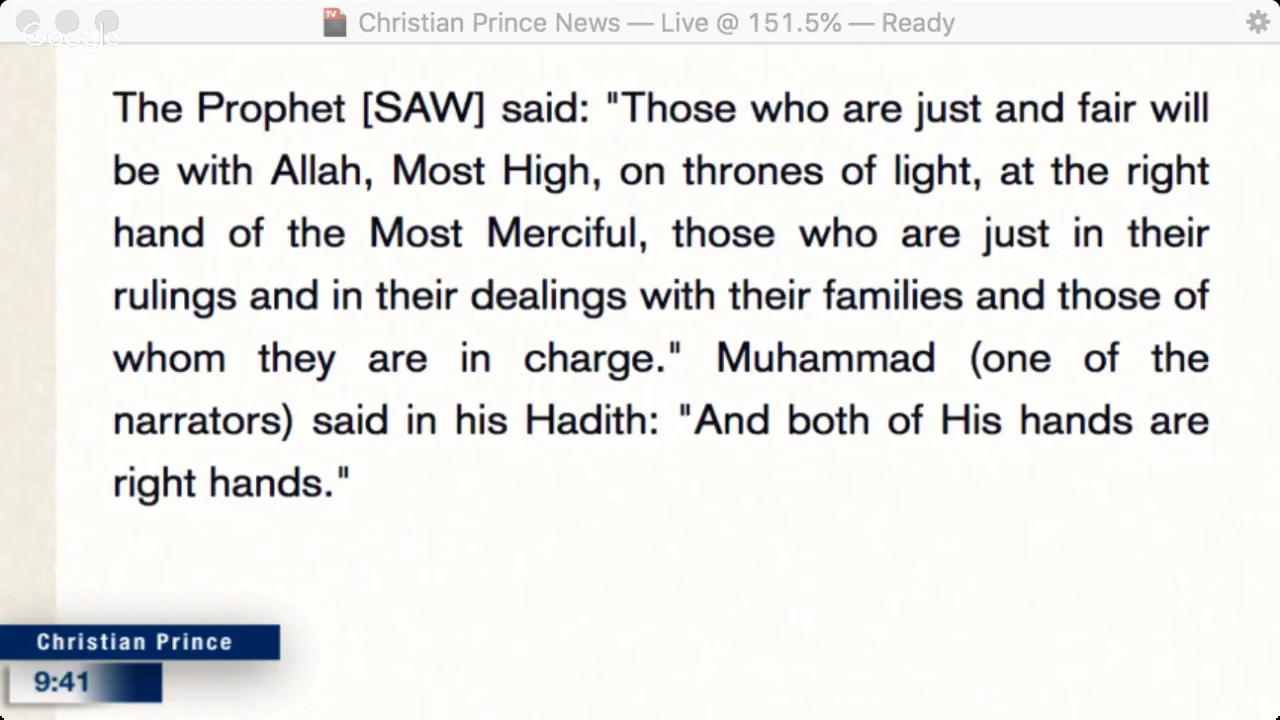 Christian Prince News — Live @ 151.5% — Ready
Google
The Prophet [SAW] said: "Those who are just and fair will
be with Allah, Most High, on thrones of light, at the right
hand of the Most Merciful, those who are just in their
rulings and in their dealings with their families and those of
whom they are in charge." Muhammad (one of the
narrators) said in his Hadith: "And both of His hands are
right hands."
Christian Prince
9:41